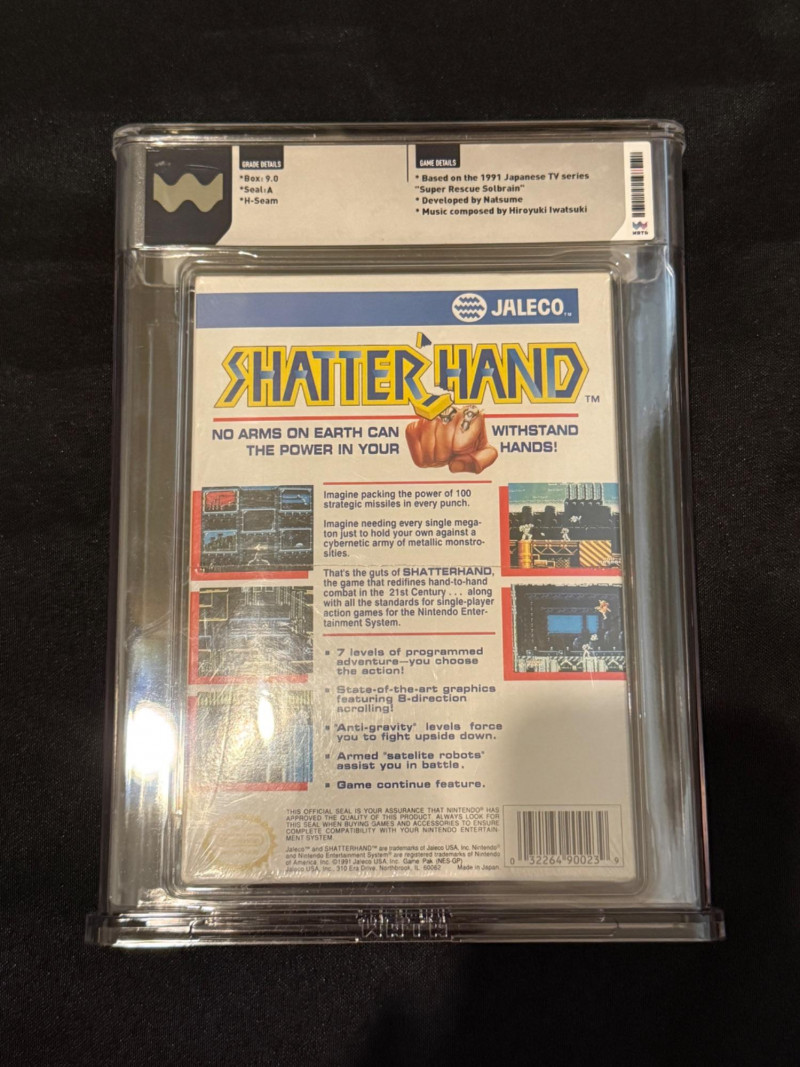 GRADE DETAILS
*Box: 9.0
*Seal: A
*H-Seam
GAME DETAILS
* Based on the 1991 Japanese TV series
"Super Rescue Solbrain"
* Developed by Natsume
* Music composed by Hiroyuki Iwatsuki
WATA
JALECO™
SHATTERHAND™
NO ARMS ON EARTH CAN WITHSTAND
THE POWER IN YOUR HANDS!
Imagine packing the power of 100
strategic missiles in every punch.
Imagine needing every single mega-
ton just to hold your own against a
cybernetic army of metallic monstro-
sities.
That's the guts of SHATTERHAND,
the game that redifines hand-to-hand
combat in the 21st Century . . . along
with all the standards for single-player
action games for the Nintendo Enter-
tainment System.
▪ 7 levels of programmed
adventure—you choose
the action!
▪ State-of-the-art graphics
featuring 8-direction
scrolling!
▪ "Anti-gravity" levels force
you to fight upside down.
▪ Armed "satelite robots"
assist you in battle.
▪ Game continue feature.
THIS OFFICIAL SEAL IS YOUR ASSURANCE THAT NINTENDO® HAS
APPROVED THE QUALITY OF THIS PRODUCT. ALWAYS LOOK FOR
THIS SEAL WHEN BUYING GAMES AND ACCESSORIES TO ENSURE
COMPLETE COMPATIBILITY WITH YOUR NINTENDO ENTERTAIN-
MENT SYSTEM.
Jaleco™ and SHATTERHAND™ are trademarks of Jaleco USA, Inc. Nintendo®
and Nintendo Entertainment System® are registered trademarks of Nintendo
of America, Inc. ©1991 Jaleco USA, Inc. Game Pak (NES-GP)
Jaleco USA, Inc. 310 Era Drive, Northbrook, IL 60062 Made in Japan
0 32264 90023 9
WATA